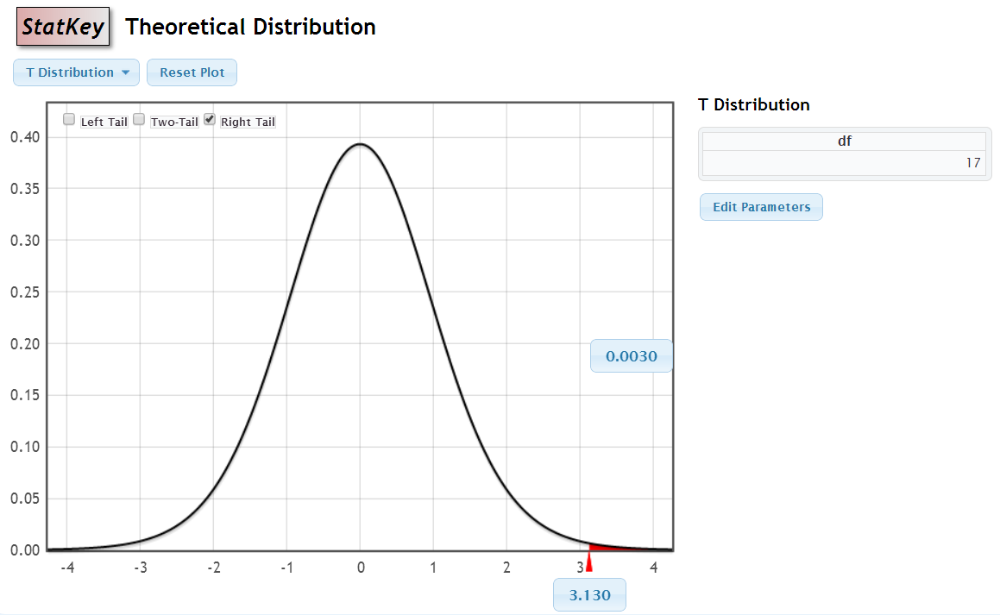 StatKey Theoretical Distribution
T Distribution Reset Plot
Left Tail Two-Tail Right Tail
0.40
0.35
0.30
0.25
0.20
0.15
0.10
0.05
0.00
0.0030
-4 -3 -2 -1 0 1 2 3 4
3.130
T Distribution
df
17
Edit Parameters